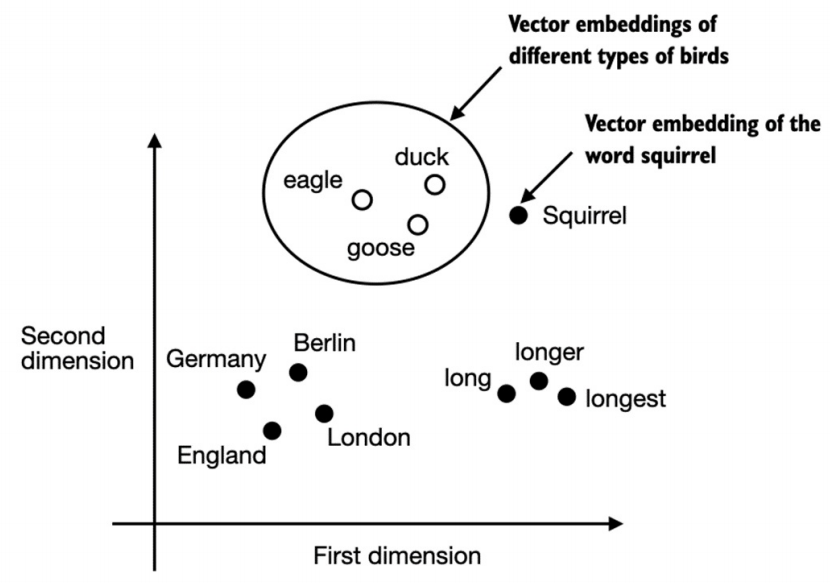 Vector embeddings of
different types of birds
Vector embedding of the
word squirrel
duck
eagle
goose
Squirrel
Second
dimension
Germany
Berlin
England
London
longer
long
longest
First dimension